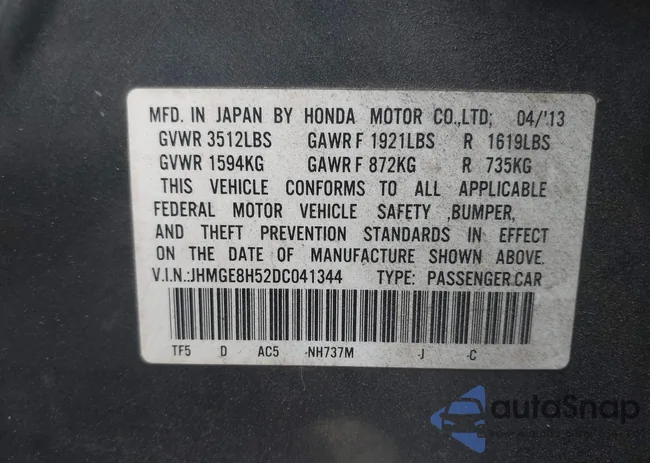 MFD. IN JAPAN BY HONDA MOTOR CO.,LTD; 04/'13
GVWR 3512LBS GAWR F 1921LBS R 1619LBS
GVWR 1594KG GAWR F 872KG R 735KG
THIS VEHICLE CONFORMS TO ALL APPLICABLE
FEDERAL MOTOR VEHICLE SAFETY ,BUMPER,
AND THEFT PREVENTION STANDARDS IN EFFECT
ON THE DATE OF MANUFACTURE SHOWN ABOVE.
V.I.N.:JHMGE8H52DC041344 TYPE: PASSENGER CAR
TF5 D AC5 -NH737M -J -C
autoSnap